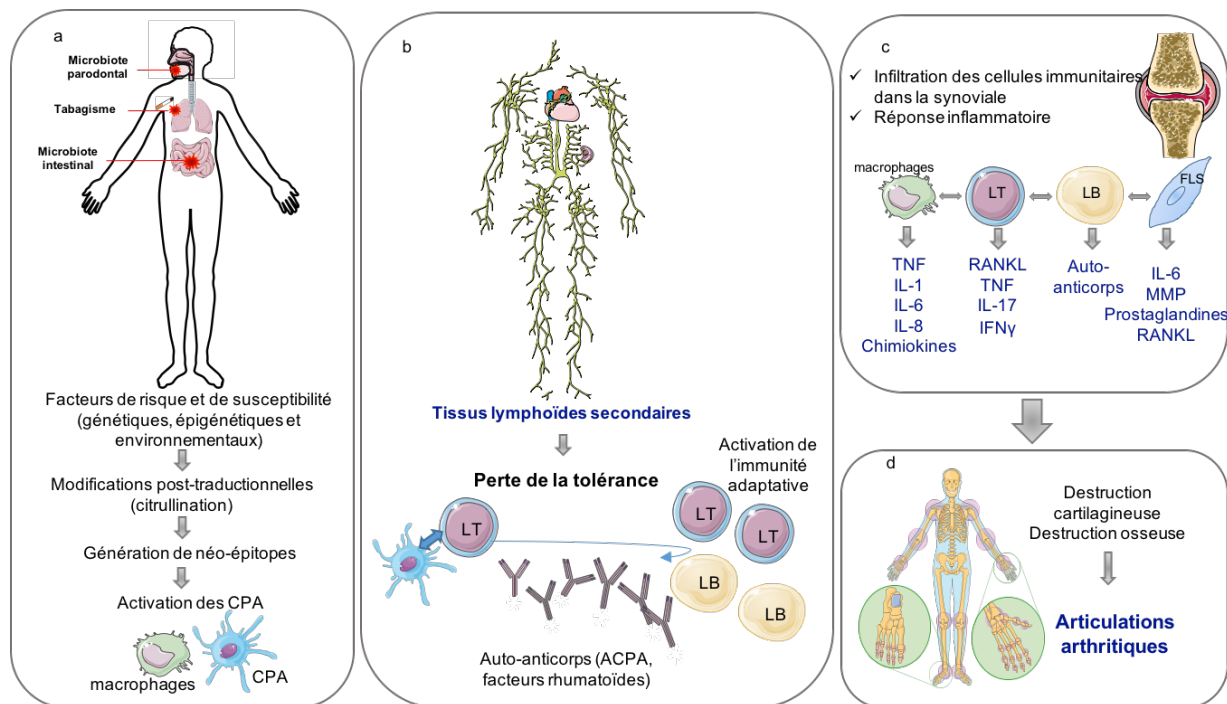 a
Microbiote
parodontal
Tabagisme
Microbiote
intestinal
Facteurs de risque et de susceptibilité
(génétiques, épigénétiques et
environnementaux)
Modifications post-traductionnelles
(citrullination)
Génération de néo-épitopes
Activation des CPA
macrophages
CPA
b
Tissus lymphoïdes secondaires
Perte de la tolérance
Activation de
l'immunité
adaptative
LT
LT
LT
LB
LB
Auto-anticorps (ACPA,
facteurs rhumatoïdes)
c
✓ Infiltration des cellules immunitaires
dans la synoviale
✓ Réponse inflammatoire
macrophages
LT
LB
FLS
TNF
IL-1
IL-6
IL-8
Chimiokines
RANKL
TNF
IL-17
IFNγ
Auto-
anticorps
IL-6
MMP
Prostaglandines
RANKL
d
Destruction
cartilagineuse
Destruction osseuse
Articulations
arthritiques